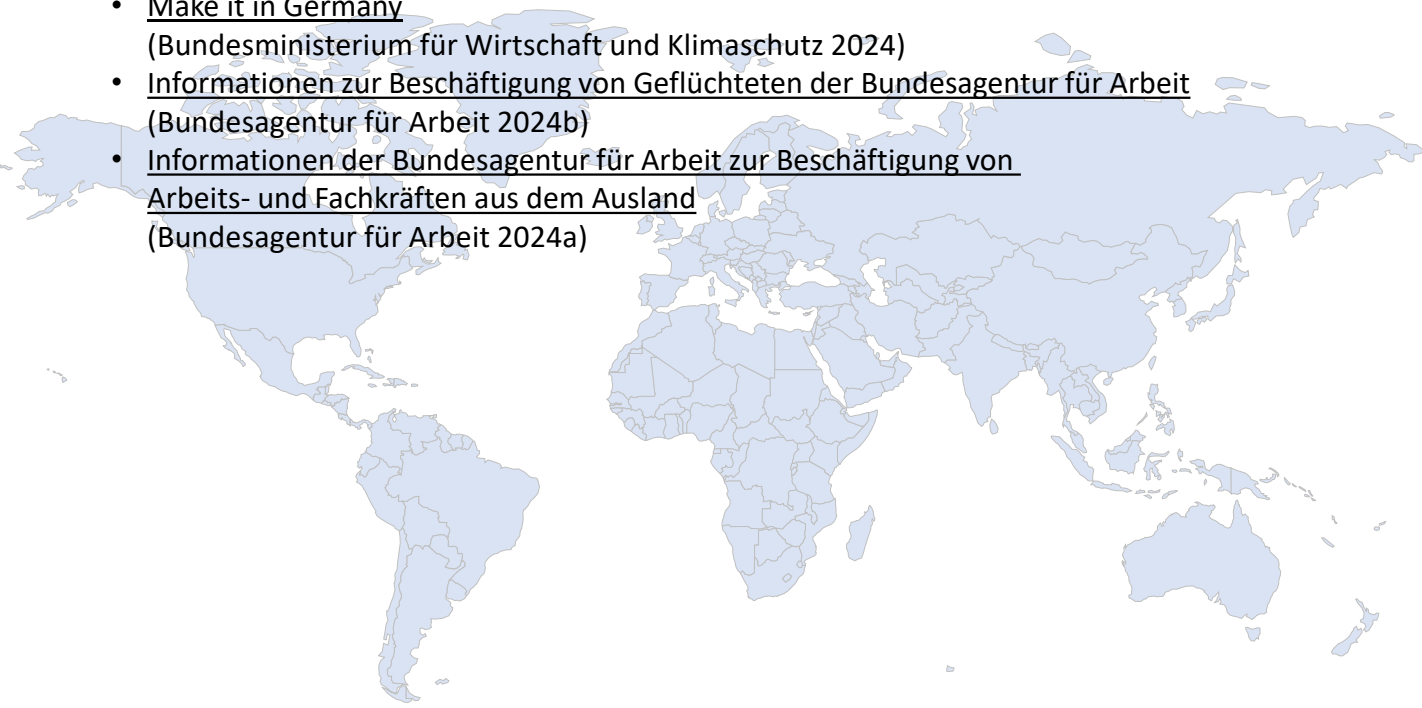 • Make it in Germany
(Bundesministerium für Wirtschaft und Klimaschutz 2024)
• Informationen zur Beschäftigung von Geflüchteten der Bundesagentur für Arbeit
(Bundesagentur für Arbeit 2024b)
• Informationen der Bundesagentur für Arbeit zur Beschäftigung von
Arbeits- und Fachkräften aus dem Ausland
(Bundesagentur für Arbeit 2024a)